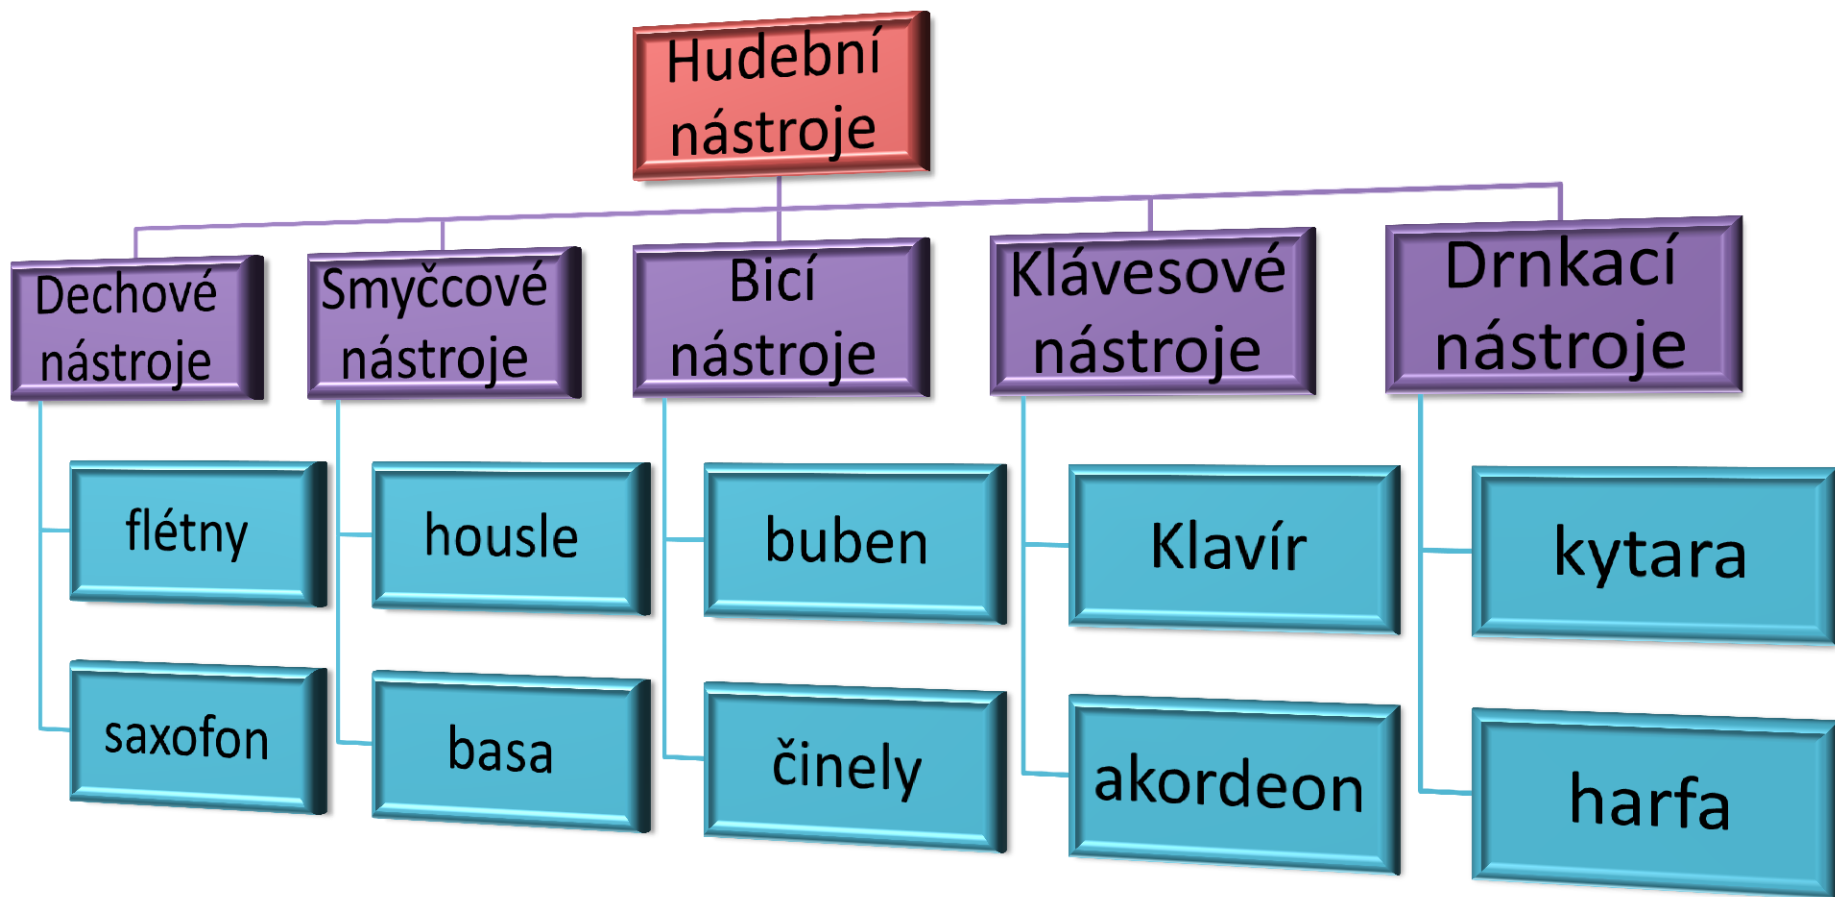 Hudební
nástroje
Dechové
nástroje
Smyčcové
nástroje
Bicí
nástroje
Klávesové
nástroje
Drnkací
nástroje
flétny
housle
buben
Klavír
kytara
saxofon
basa
činely
akordeon
harfa